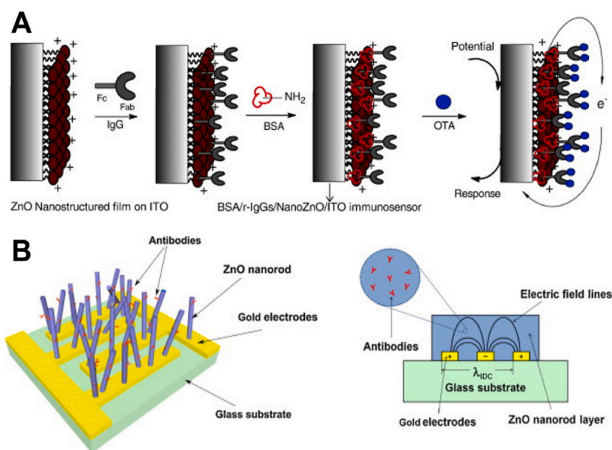 A
Potential
Fc
Fab
IgG
NH2
BSA
OTA
e-
Response
ZnO Nanostructured film on ITO
BSA/r-IgGs/NanoZnO/ITO immunosensor
B
Antibodies
ZnO nanorod
Gold electrodes
Glass substrate
Electric field lines
Antibodies
+ − +
λIDC
Glass substrate
Gold electrodes
ZnO nanorod layer